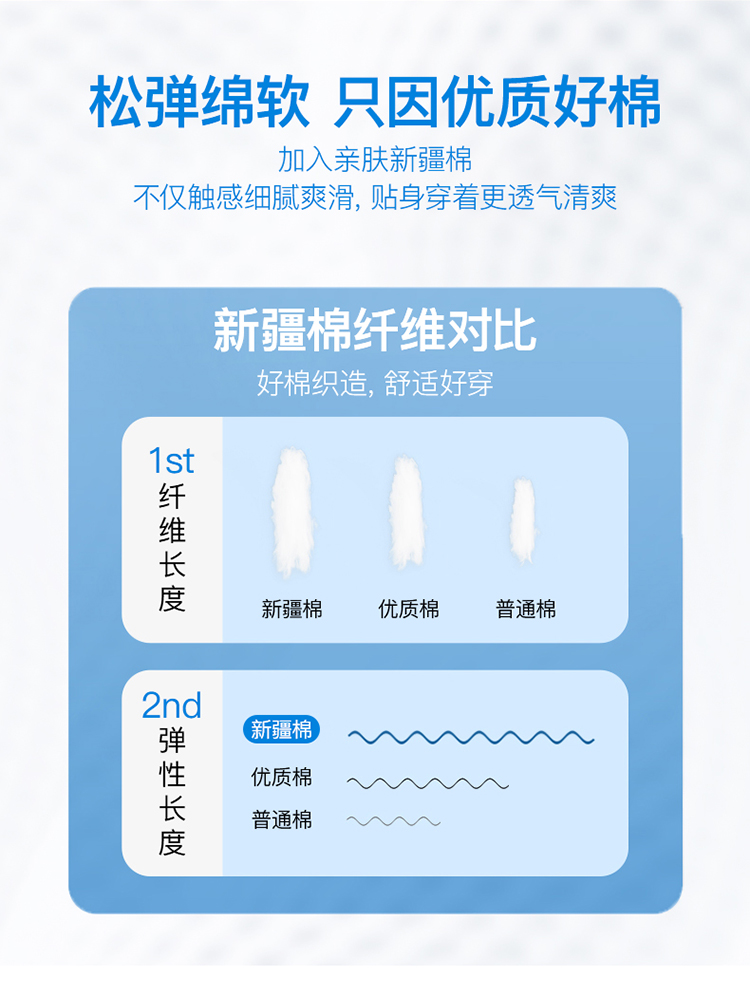 松弹绵软 只因优质好棉
加入亲肤新疆棉
不仅触感细腻爽滑, 贴身穿着更透气清爽
新疆棉纤维对比
好棉织造, 舒适好穿
1st
纤维长度
新疆棉
优质棉
普通棉
2nd
弹性长度
新疆棉
优质棉
普通棉